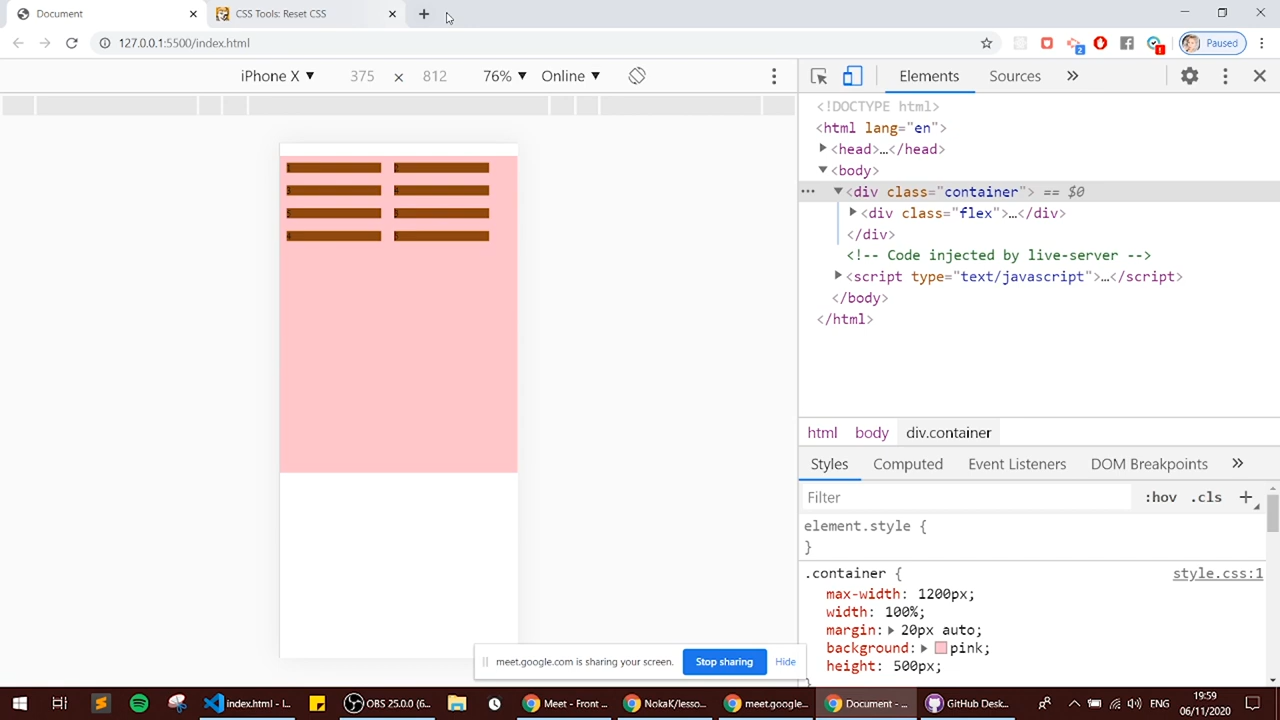 Document
CSS Tools: Reset CSS
127.0.0.1:5500/index.html
2
!
Paused
iPhone X ▼ 375 × 812 76% ▼ Online ▼
Elements Sources »
<!DOCTYPE html>
<html lang="en">
▶<head>…</head>
▼<body>
… ▼<div class="container"> == $0
▶<div class="flex">…</div>
</div>
<!-- Code injected by live-server -->
▶<script type="text/javascript">…</script>
</body>
</html>
html body div.container
Styles Computed Event Listeners DOM Breakpoints »
Filter :hov .cls +
element.style {
}
.container { style.css:1
max-width: 1200px;
width: 100%;
margin: ▶ 20px auto;
background: ▶ pink;
height: 500px;
}
meet.google.com is sharing your screen. Stop sharing Hide
index.html - I...
OBS 25.0.0 (6...
Meet - Front ...
NokaK/lesso...
meet.google...
Document - ...
GitHub Desk...
19:59
06/11/2020